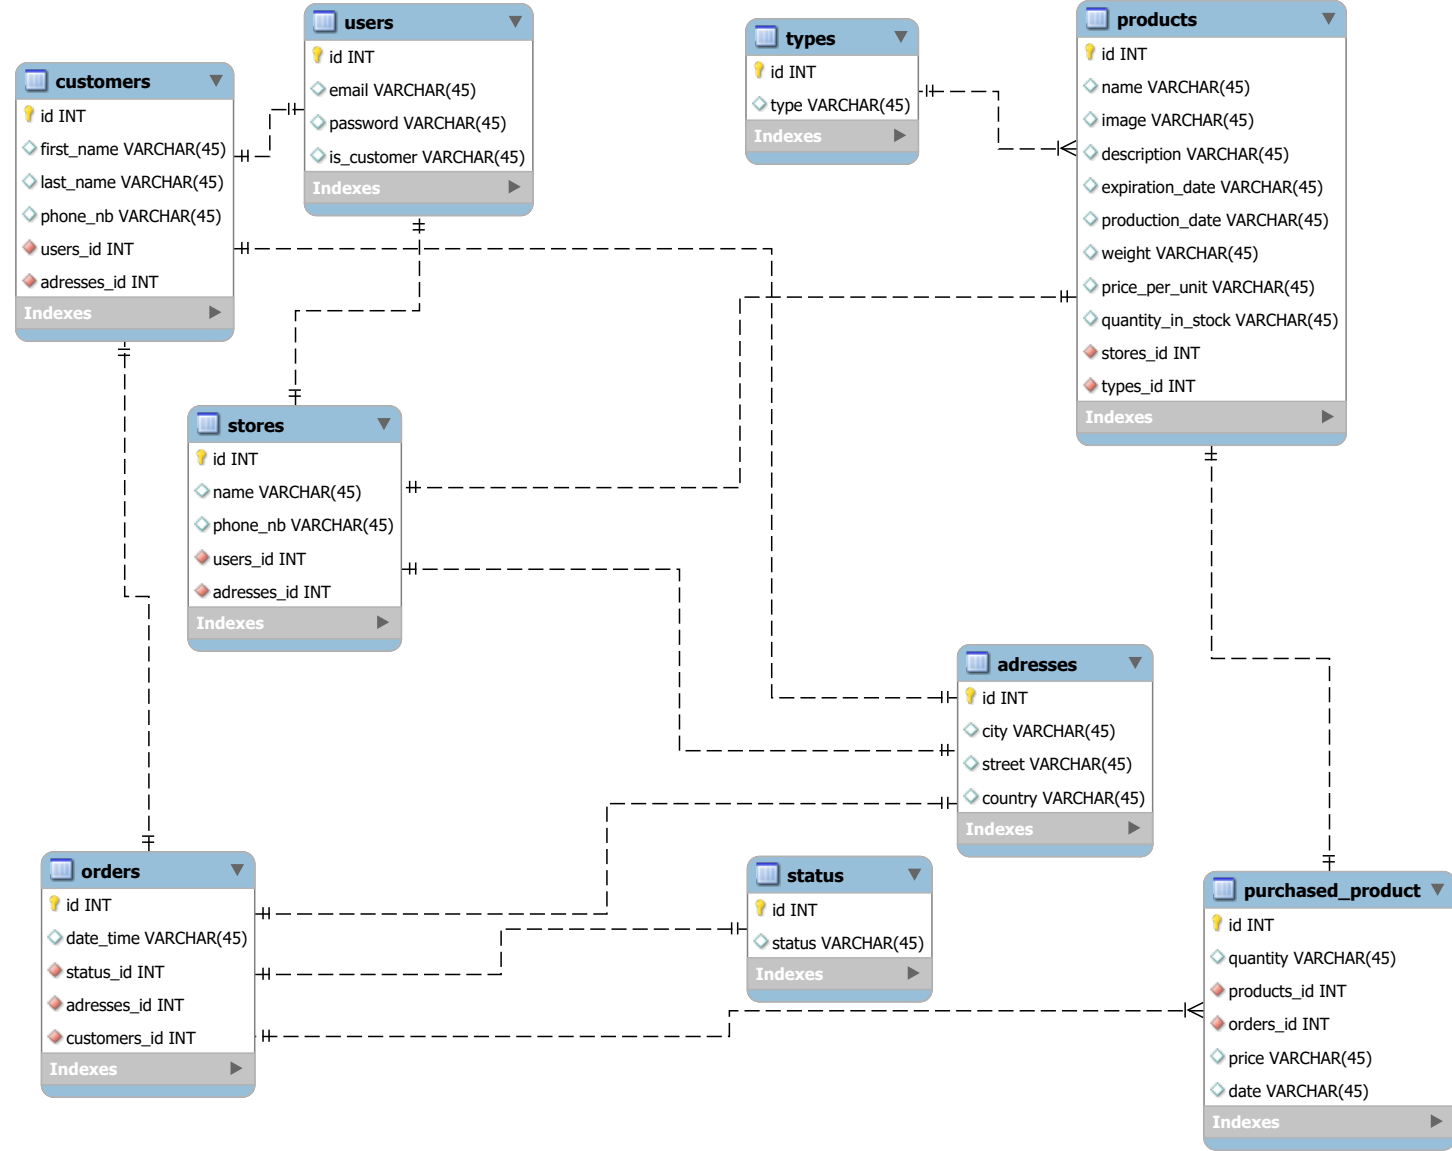 users
id INT
email VARCHAR(45)
password VARCHAR(45)
is_customer VARCHAR(45)
Indexes
customers
id INT
first_name VARCHAR(45)
last_name VARCHAR(45)
phone_nb VARCHAR(45)
users_id INT
adresses_id INT
Indexes
types
id INT
type VARCHAR(45)
Indexes
products
id INT
name VARCHAR(45)
image VARCHAR(45)
description VARCHAR(45)
expiration_date VARCHAR(45)
production_date VARCHAR(45)
weight VARCHAR(45)
price_per_unit VARCHAR(45)
quantity_in_stock VARCHAR(45)
stores_id INT
types_id INT
Indexes
stores
id INT
name VARCHAR(45)
phone_nb VARCHAR(45)
users_id INT
adresses_id INT
Indexes
adresses
id INT
city VARCHAR(45)
street VARCHAR(45)
country VARCHAR(45)
Indexes
orders
id INT
date_time VARCHAR(45)
status_id INT
adresses_id INT
customers_id INT
Indexes
status
id INT
status VARCHAR(45)
Indexes
purchased_product
id INT
quantity VARCHAR(45)
products_id INT
orders_id INT
price VARCHAR(45)
date VARCHAR(45)
Indexes